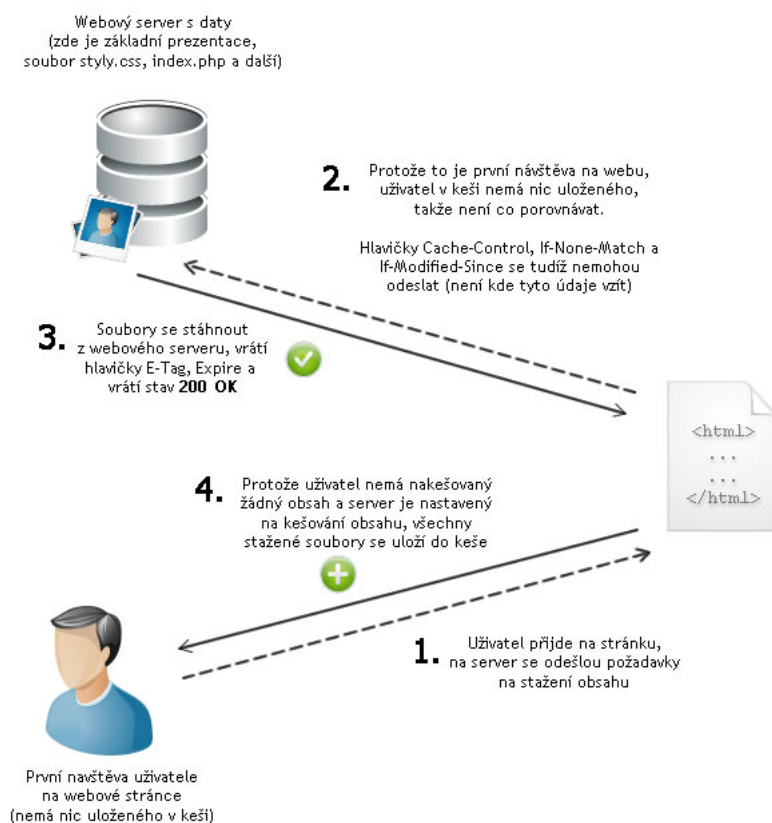 Webový server s daty
(zde je základní prezentace,
soubor styly.css, index.php a další)
2.
Protože to je první návštěva na webu,
uživatel v keši nemá nic uloženého,
takže není co porovnávat.
Hlavičky Cache-Control, If-None-Match a
If-Modified-Since se tudíž nemohou
odeslat (není kde tyto údaje vzít)
3.
Soubory se stáhnout
z webového serveru, vrátí
hlavičky E-Tag, Expire a
vrátí stav 200 OK
<html>
...
...
</html>
4.
Protože uživatel nemá nakešovaný
žádný obsah a server je nastavený
na kešování obsahu, všechny
stažené soubory se uloží do keše
1.
Uživatel přijde na stránku,
na server se odešlou požadavky
na stažení obsahu
První navštěva uživatele
na webové stránce
(nemá nic uloženého v keši)